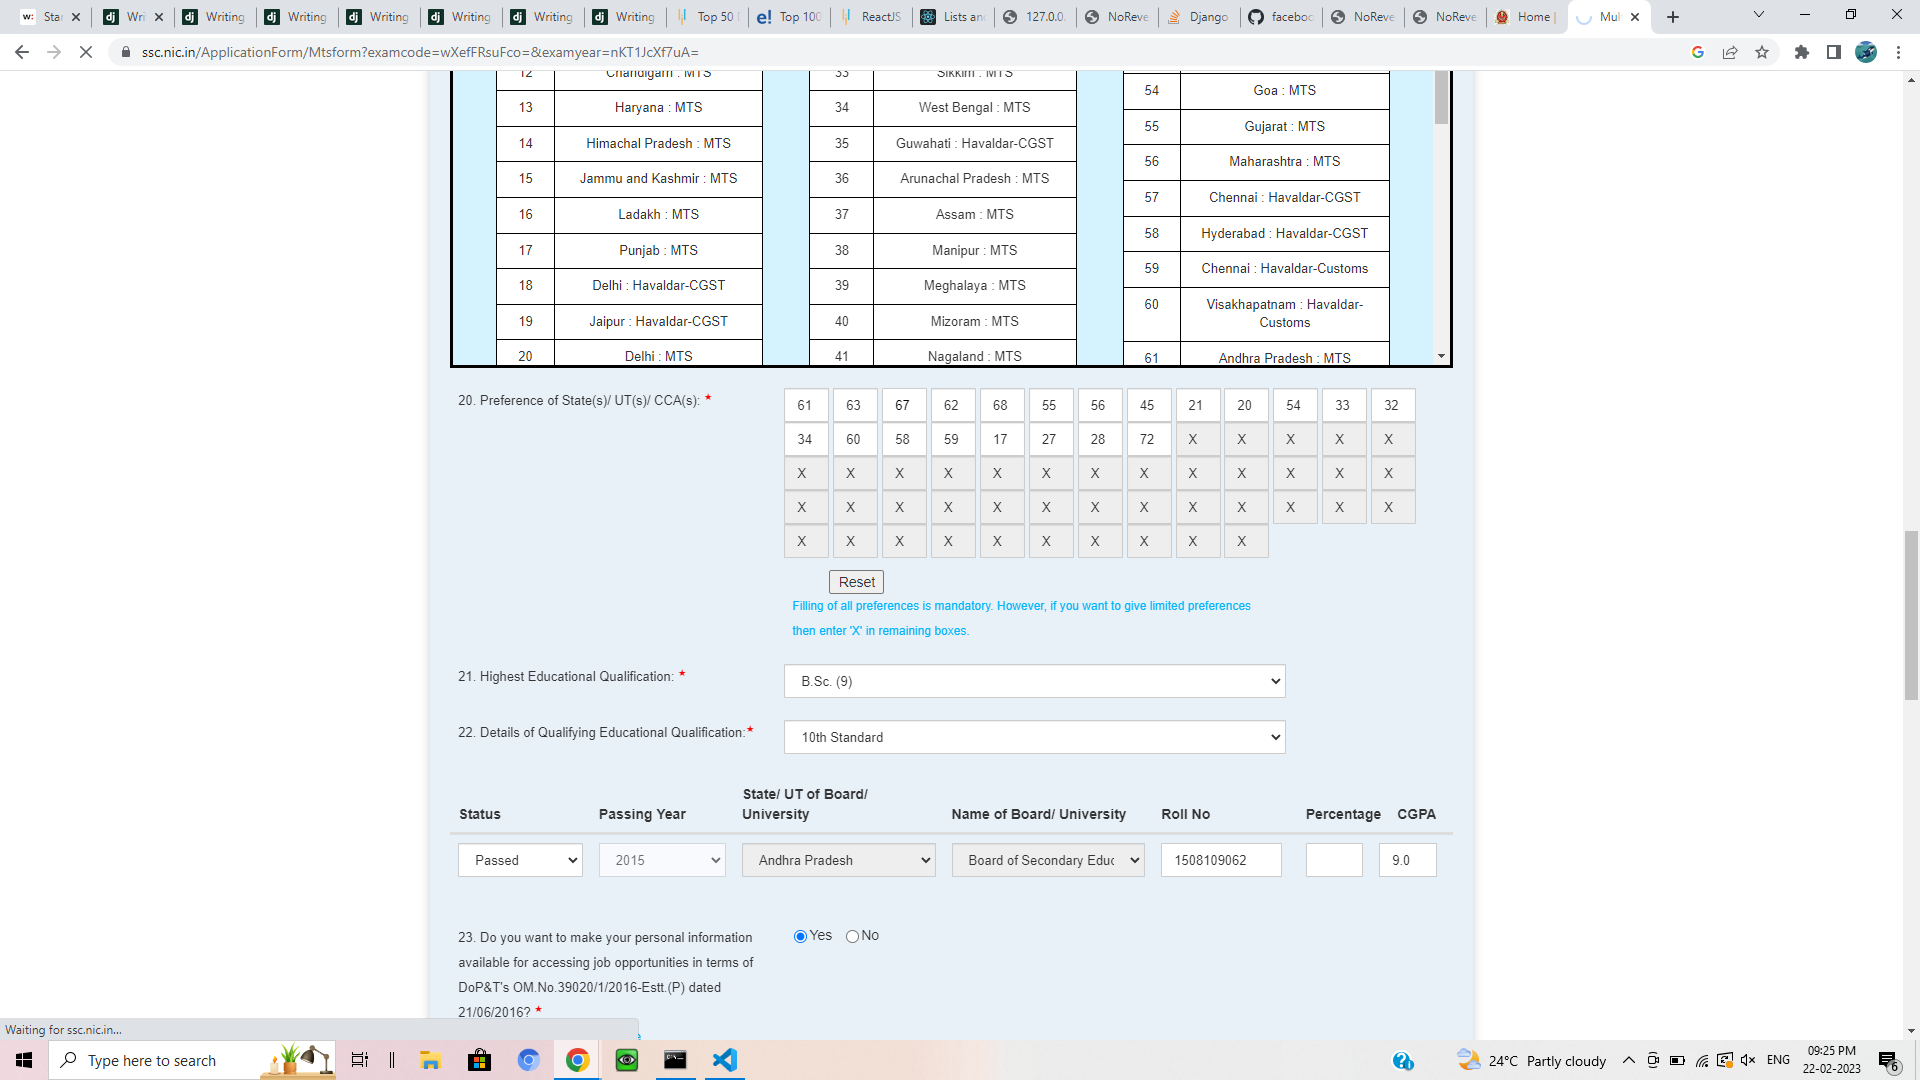 Star
Wri
Writing
Writing
Writing
Writing
Writing
Writing
Top 50
Top 100
ReactJS
Lists and
127.0.0.
NoReve
Django
faceboo
NoReve
NoReve
Home |
Mul
ssc.nic.in/ApplicationForm/Mtsform?examcode=wXefFRsuFco=&examyear=nKT1JcXf7uA=
12 Chandigarh : MTS
13 Haryana : MTS
14 Himachal Pradesh : MTS
15 Jammu and Kashmir : MTS
16 Ladakh : MTS
17 Punjab : MTS
18 Delhi : Havaldar-CGST
19 Jaipur : Havaldar-CGST
20 Delhi : MTS
33 Sikkim : MTS
34 West Bengal : MTS
35 Guwahati : Havaldar-CGST
36 Arunachal Pradesh : MTS
37 Assam : MTS
38 Manipur : MTS
39 Meghalaya : MTS
40 Mizoram : MTS
41 Nagaland : MTS
54 Goa : MTS
55 Gujarat : MTS
56 Maharashtra : MTS
57 Chennai : Havaldar-CGST
58 Hyderabad : Havaldar-CGST
59 Chennai : Havaldar-Customs
60 Visakhapatnam : Havaldar-
Customs
61 Andhra Pradesh : MTS
20. Preference of State(s)/ UT(s)/ CCA(s): *
61 63 67 62 68 55 56 45 21 20 54 33 32
34 60 58 59 17 27 28 72 X X X X X
X X X X X X X X X X X X X
X X X X X X X X X X X X X
X X X X X X X X X X
Reset
Filling of all preferences is mandatory. However, if you want to give limited preferences
then enter 'X' in remaining boxes.
21. Highest Educational Qualification: *
B.Sc. (9)
22. Details of Qualifying Educational Qualification:*
10th Standard
Status Passing Year State/ UT of Board/ University Name of Board/ University Roll No Percentage CGPA
Passed 2015 Andhra Pradesh Board of Secondary Educ 1508109062 9.0
23. Do you want to make your personal information
available for accessing job opportunities in terms of
DoP&T's OM.No.39020/1/2016-Estt.(P) dated
21/06/2016? *
Yes No
Waiting for ssc.nic.in...
Type here to search
24°C Partly cloudy
ENG
09:25 PM
22-02-2023
6